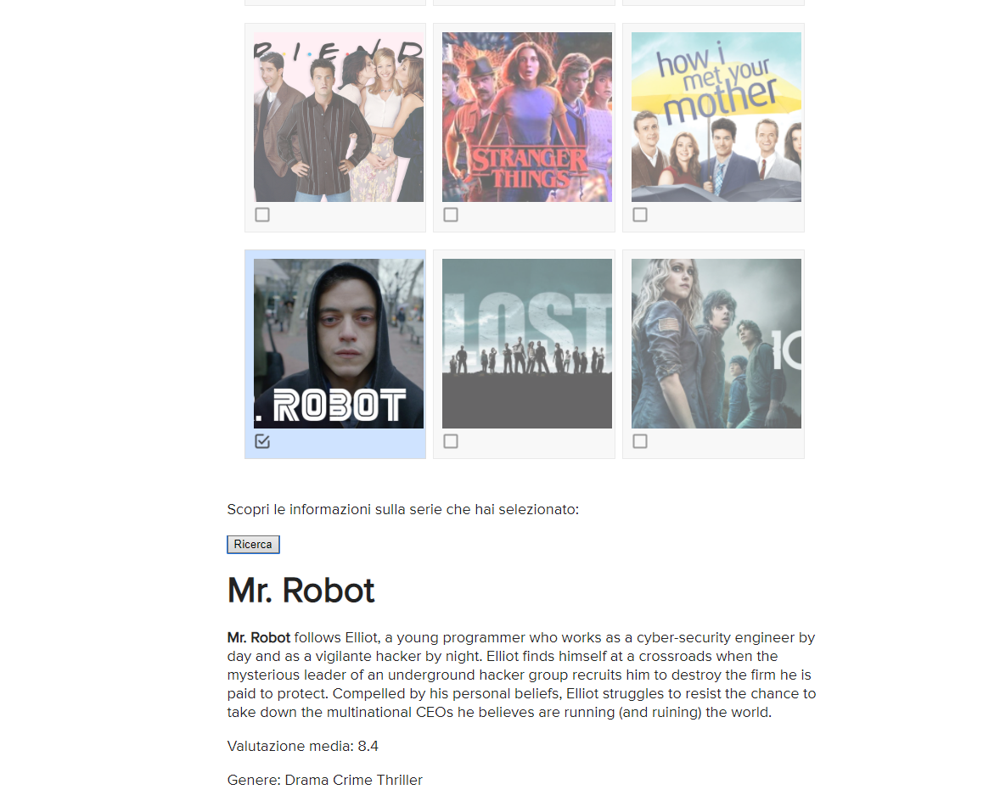 RIENDS
STRANGER
THINGS
how i
met your
mother
. ROBOT
LOST
10
Scopri le informazioni sulla serie che hai selezionato:
Ricerca
Mr. Robot
Mr. Robot follows Elliot, a young programmer who works as a cyber-security engineer by
day and as a vigilante hacker by night. Elliot finds himself at a crossroads when the
mysterious leader of an underground hacker group recruits him to destroy the firm he is
paid to protect. Compelled by his personal beliefs, Elliot struggles to resist the chance to
take down the multinational CEOs he believes are running (and ruining) the world.
Valutazione media: 8.4
Genere: Drama Crime Thriller